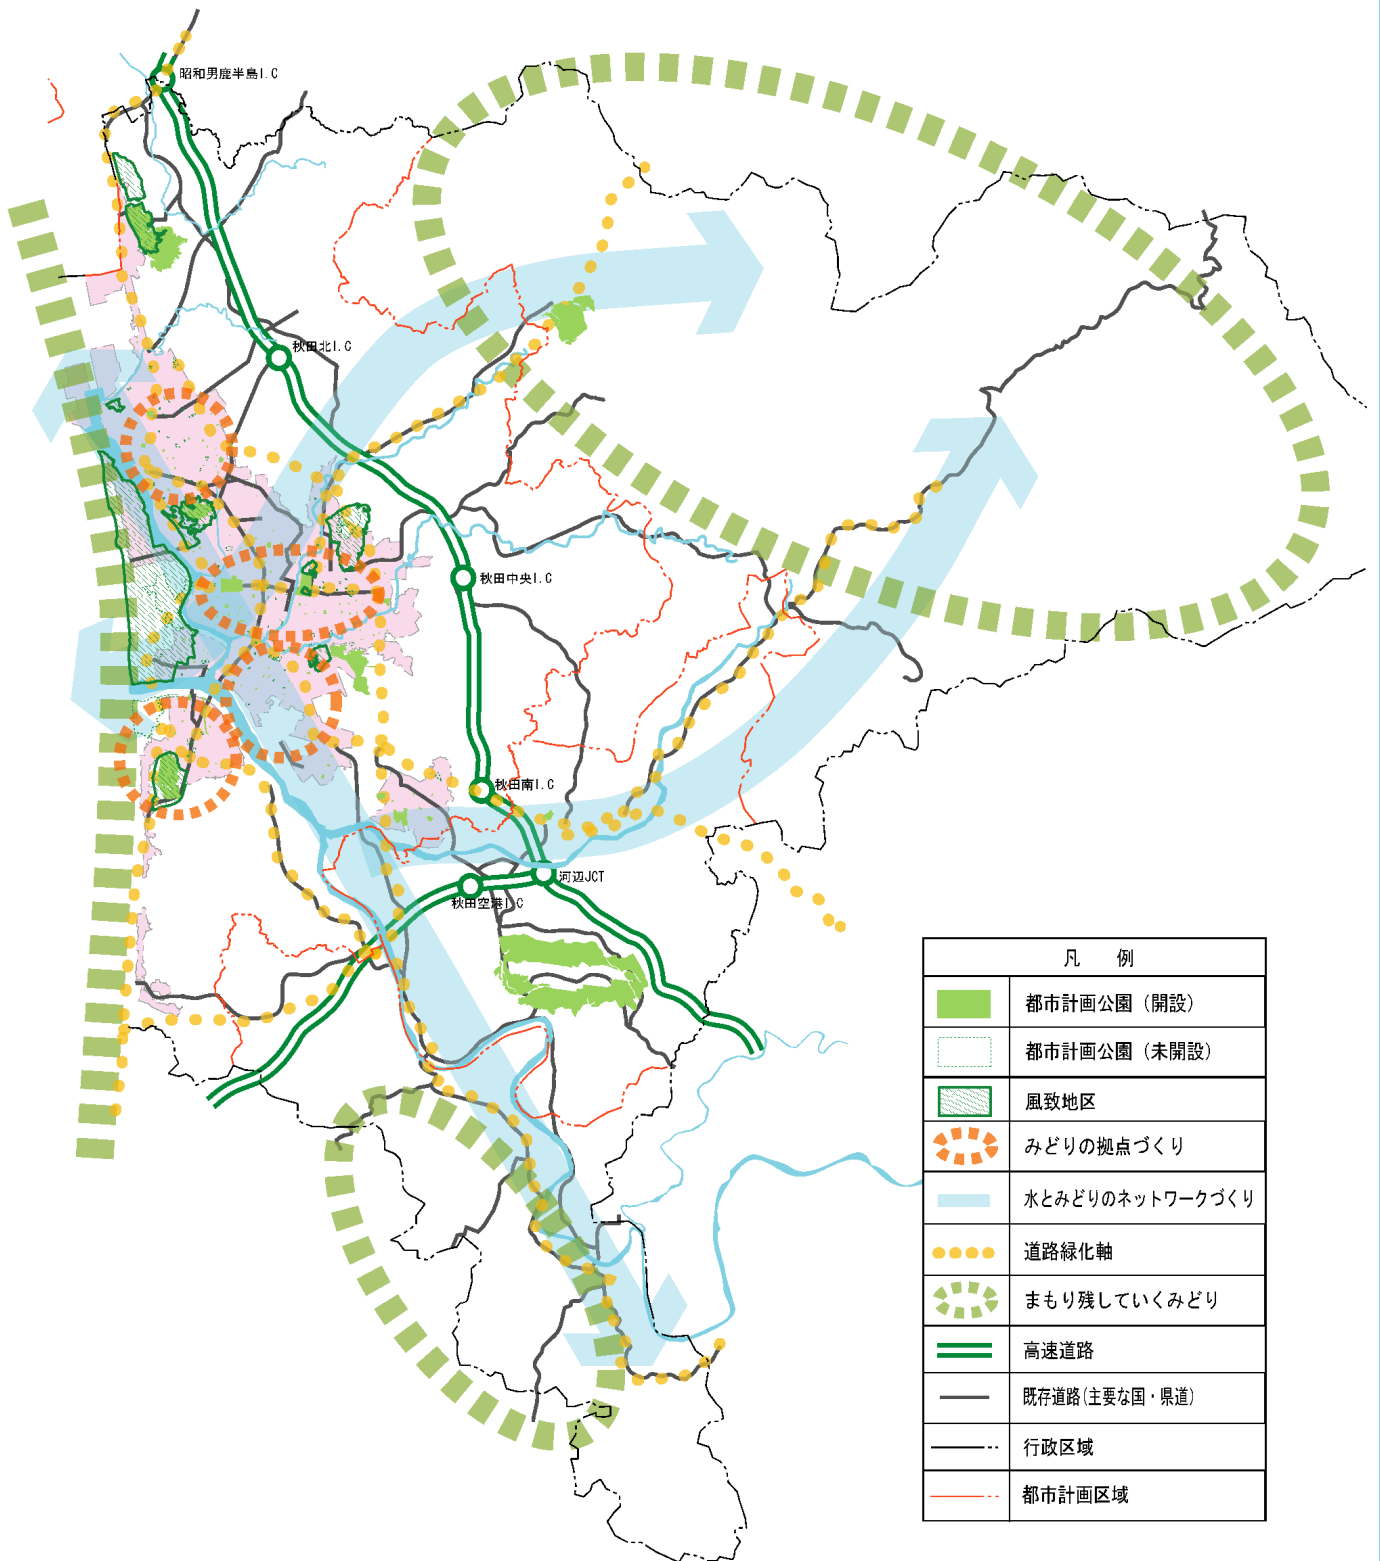 昭和男鹿半島I.C
秋田北I.C
秋田中央I.C
秋田南I.C
河辺JCT
秋田空港I.C
凡 例
都市計画公園（開設）
都市計画公園（未開設）
風致地区
みどりの拠点づくり
水とみどりのネットワークづくり
道路緑化軸
まもり残していくみどり
高速道路
既存道路(主要な国・県道)
行政区域
都市計画区域